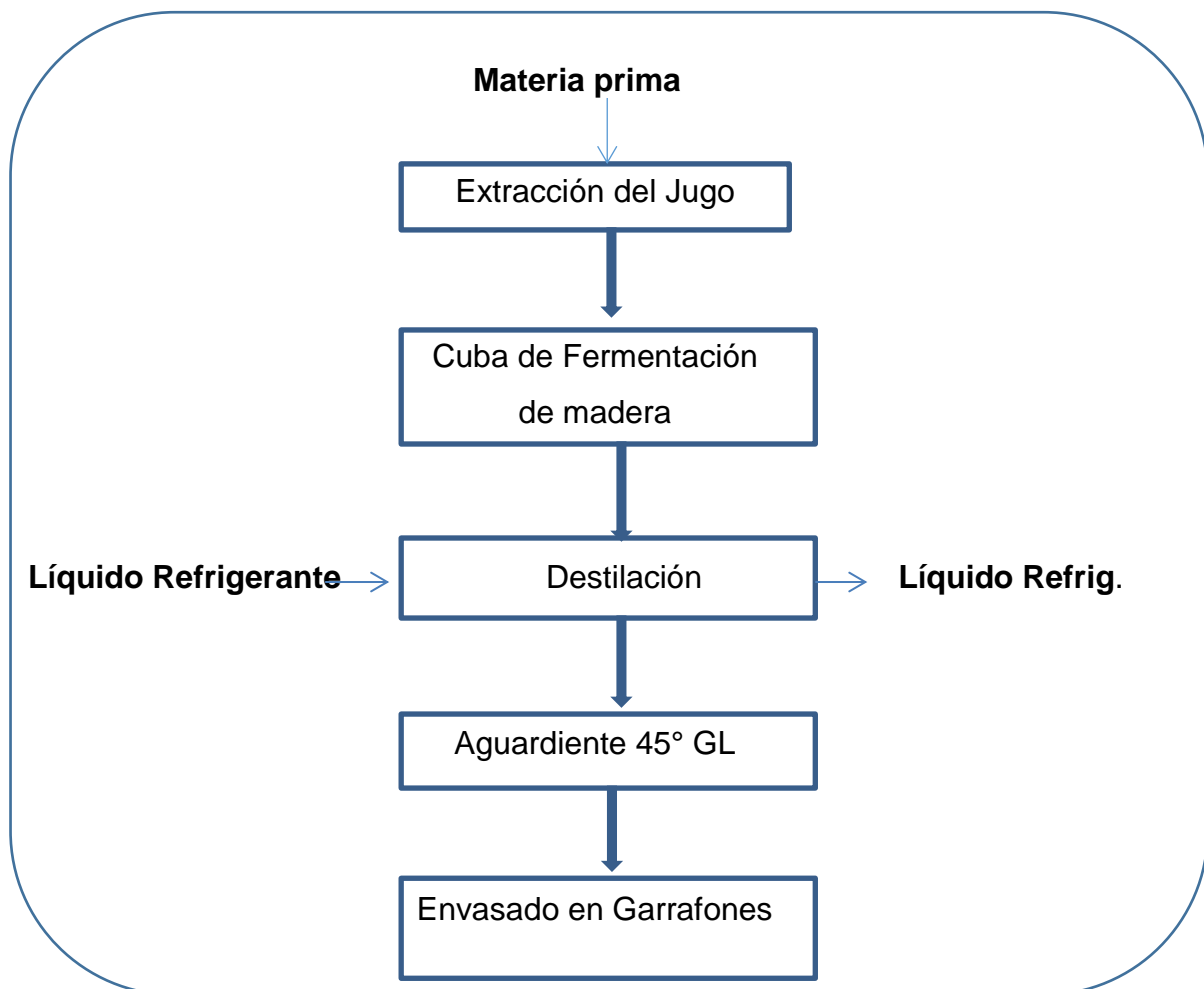 Materia prima
Extracción del Jugo
Cuba de Fermentación
de madera
Líquido Refrigerante
Destilación
Líquido Refrig.
Aguardiente 45° GL
Envasado en Garrafones